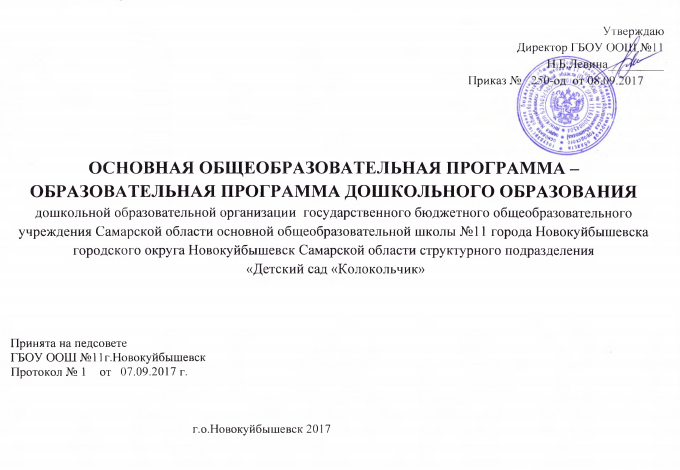 Утверждаю
Директор ГБОУ ООШ №11
Н.Б.Левина
Приказ № 250-од от 08.09.2017
ОСНОВНАЯ ОБЩЕОБРАЗОВАТЕЛЬНАЯ ПРОГРАММА –
ОБРАЗОВАТЕЛЬНАЯ ПРОГРАММА ДОШКОЛЬНОГО ОБРАЗОВАНИЯ
дошкольной образовательной организации государственного бюджетного общеобразовательного
учреждения Самарской области основной общеобразовательной школы №11 города Новокуйбышевска
городского округа Новокуйбышевск Самарской области структурного подразделения
«Детский сад «Колокольчик»
Принята на педсовете
ГБОУ ООШ №11г.Новокуйбышевск
Протокол № 1 от 07.09.2017 г.
г.о.Новокуйбышевск 2017